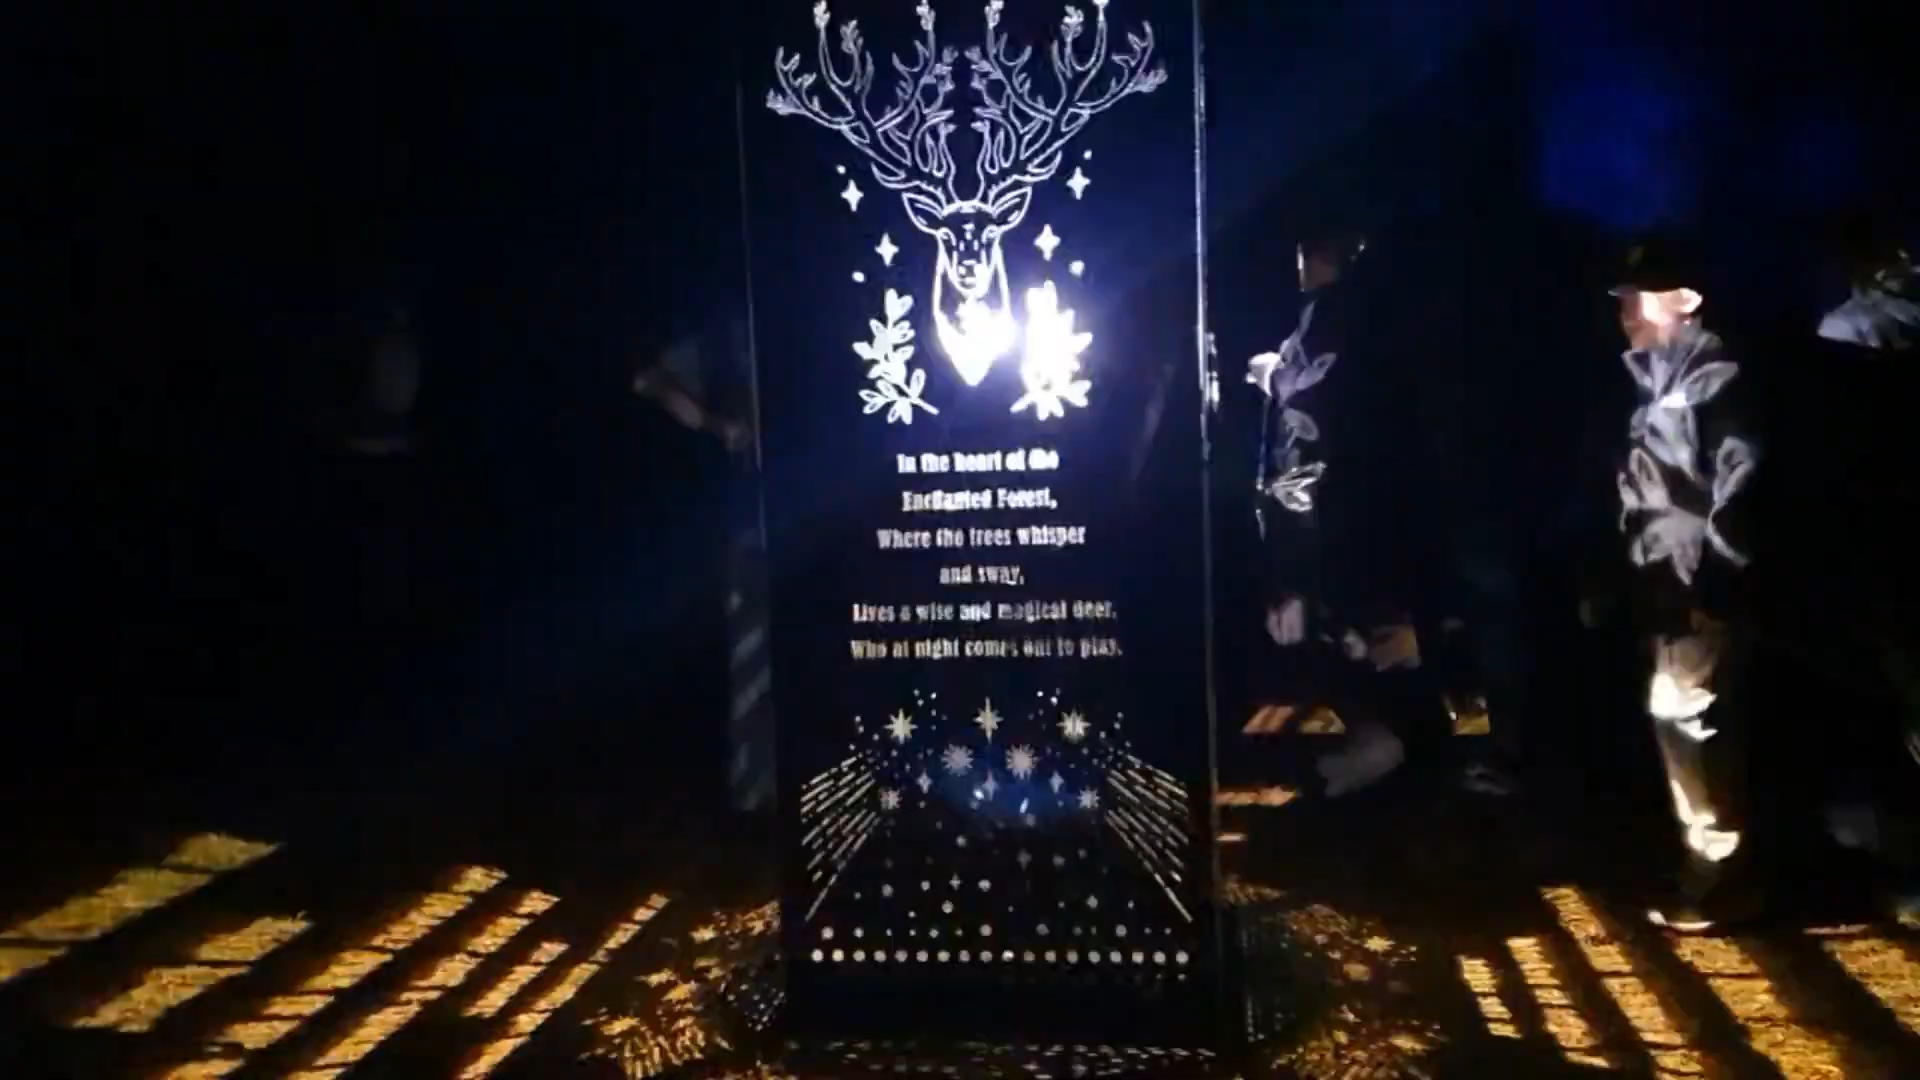 In the heart of the
Enchanted Forest,
Where the trees whisper
and sway,
Lives a wise and magical deer,
Who at night comes out to play.